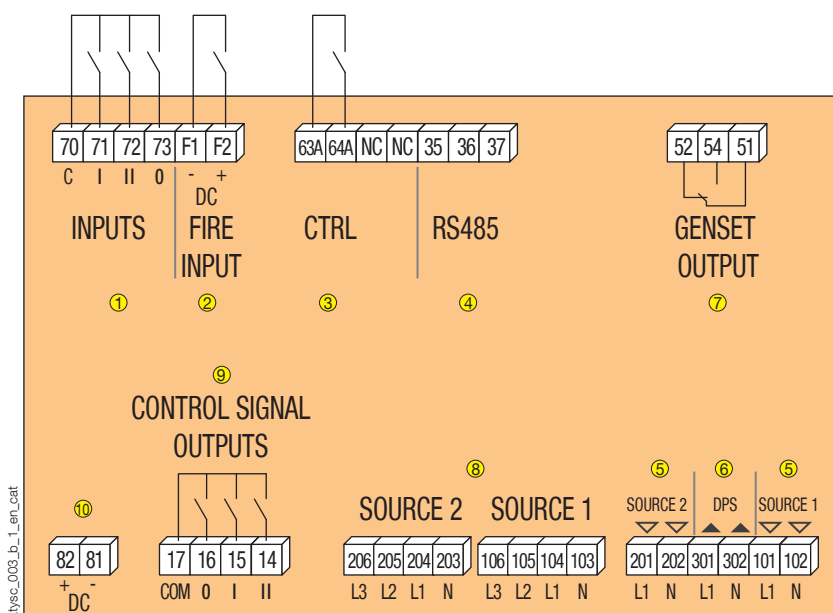 70 71 72 73 F1 F2
C I II 0 - +
DC
INPUTS
FIRE
INPUT
63A 64A NC NC 35 36 37
CTRL
RS485
52 54 51
GENSET
OUTPUT
1 2 3 4 7
9
CONTROL SIGNAL
OUTPUTS
10
82 81
+ -
DC
17 16 15 14
COM 0 I II
8
SOURCE 2 SOURCE 1
206 205 204 203 106 105 104 103
L3 L2 L1 N L3 L2 L1 N
5 6 5
SOURCE 2 DPS SOURCE 1
201 202 301 302 101 102
L1 N L1 N L1 N
tysc_003_b_1_en_cat